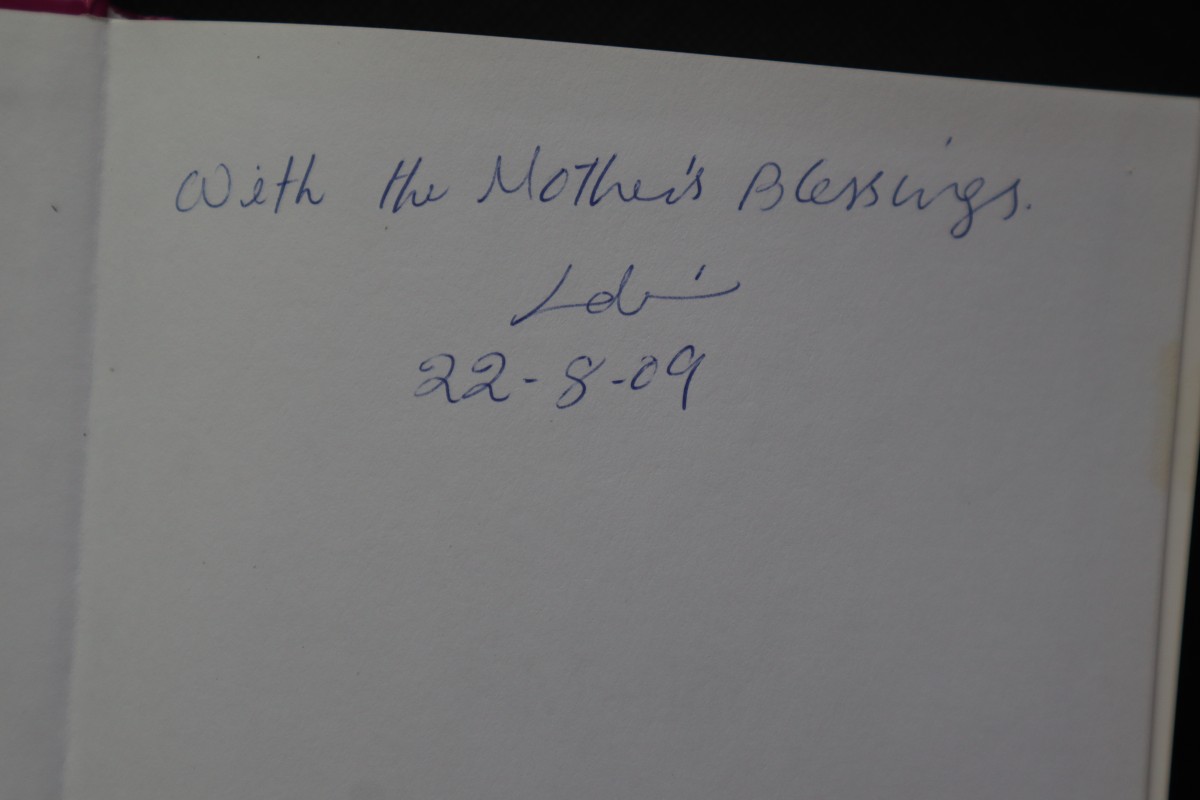 With the Mother's Blessings.
22-8-09